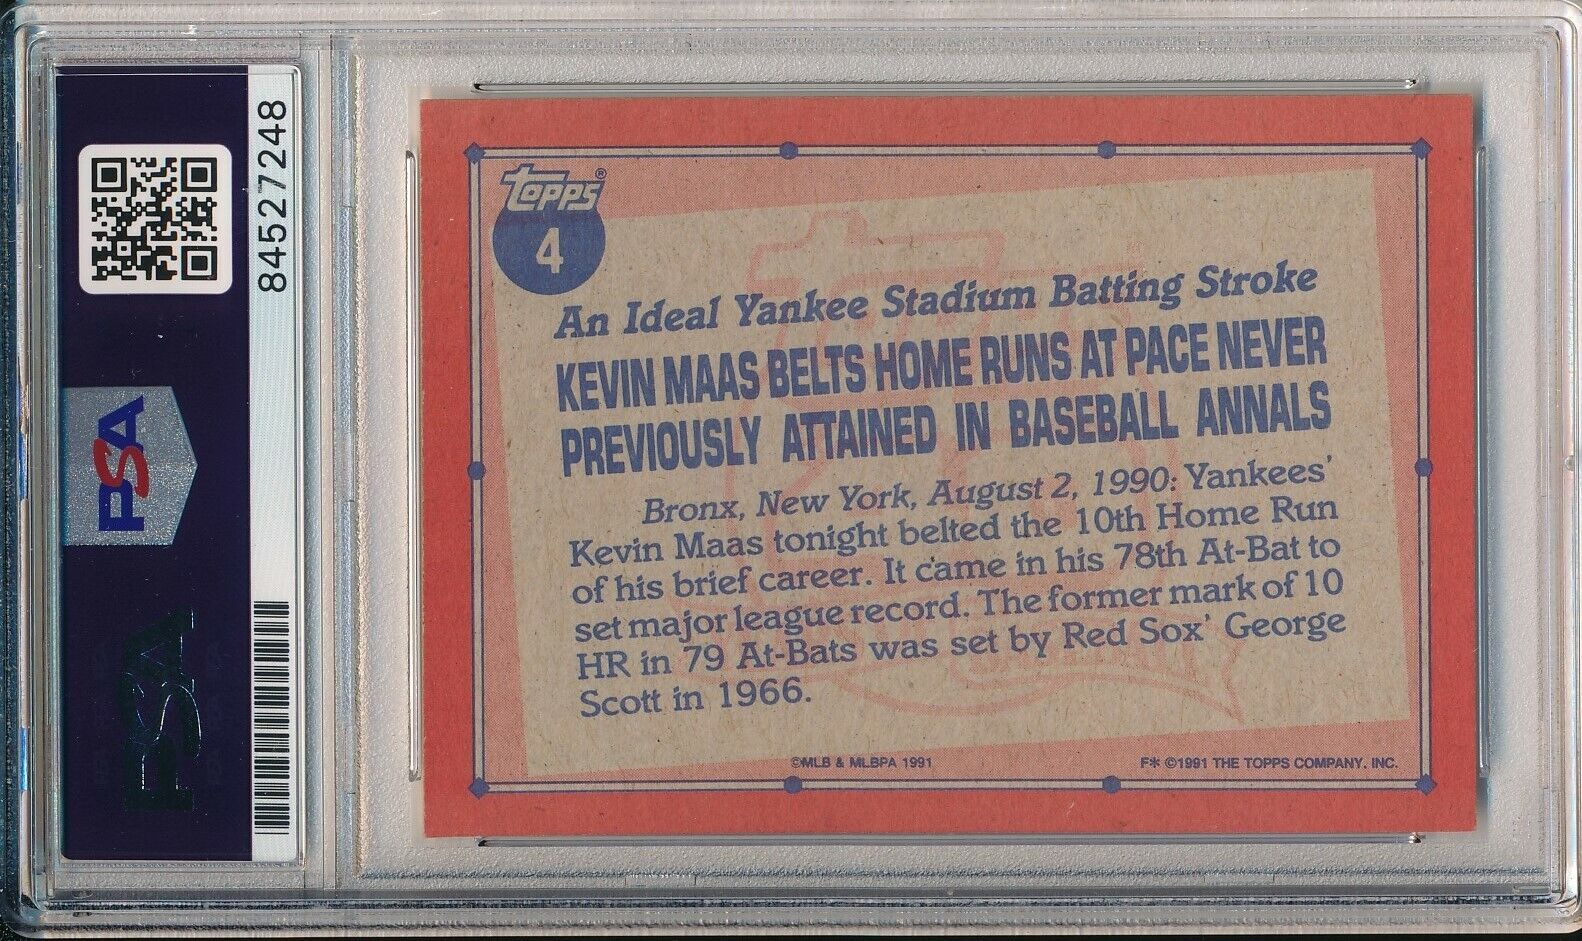 84527248
PSA
PSA
TOPPS®
4
An Ideal Yankee Stadium Batting Stroke
KEVIN MAAS BELTS HOME RUNS AT PACE NEVER
PREVIOUSLY ATTAINED IN BASEBALL ANNALS
Bronx, New York, August 2, 1990: Yankees'
Kevin Maas tonight belted the 10th Home Run
of his brief career. It came in his 78th At-Bat to
set major league record. The former mark of 10
HR in 79 At-Bats was set by Red Sox' George
Scott in 1966.
©MLB & MLBPA 1991
F* ©1991 THE TOPPS COMPANY, INC.